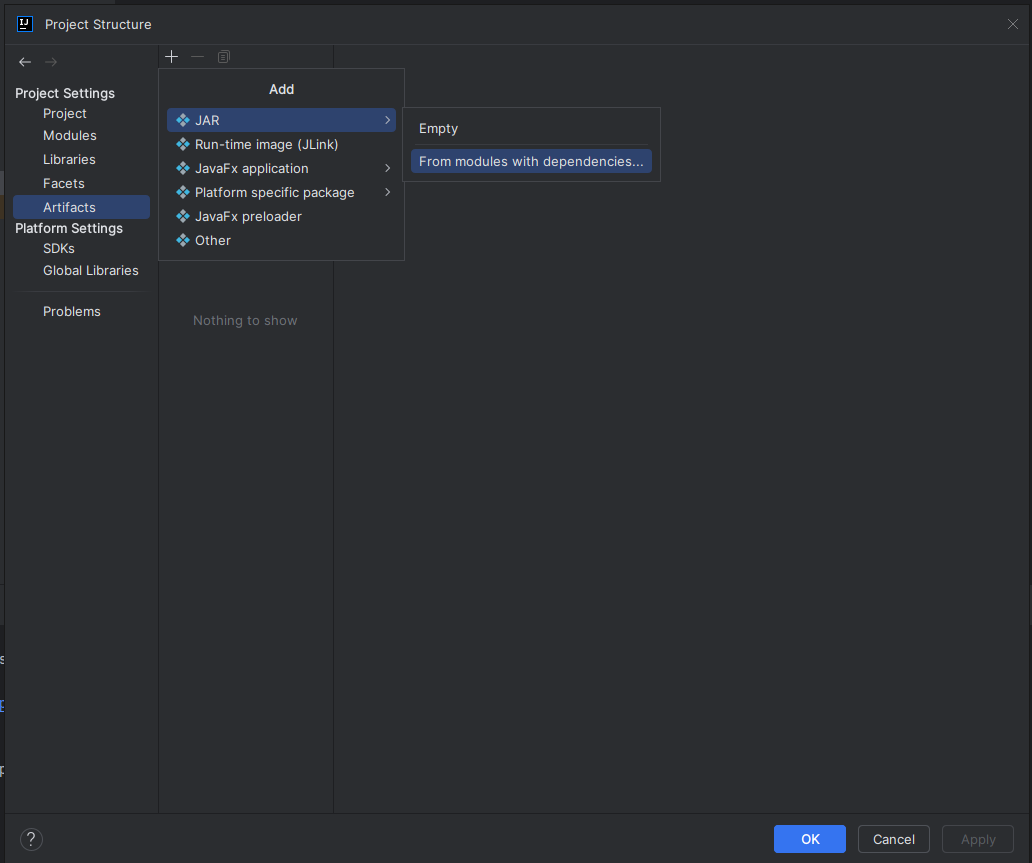 Project Structure
Project Settings
Project
Modules
Libraries
Facets
Artifacts
Platform Settings
SDKs
Global Libraries
Problems
Add
JAR
Run-time image (JLink)
JavaFx application
Platform specific package
JavaFx preloader
Other
Empty
From modules with dependencies...
Nothing to show
?
OK
Cancel
Apply